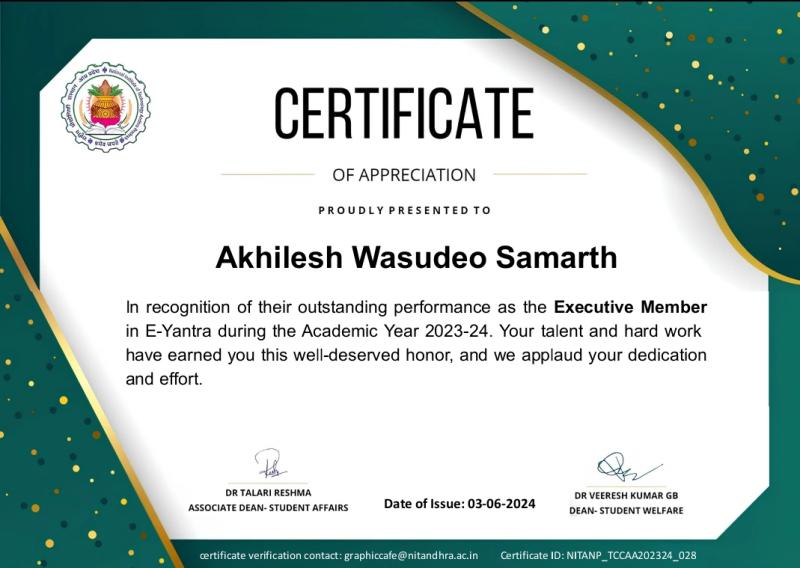 CERTIFICATE
OF APPRECIATION
PROUDLY PRESENTED TO
Akhilesh Wasudeo Samarth
In recognition of their outstanding performance as the Executive Member
in E-Yantra during the Academic Year 2023-24. Your talent and hard work
have earned you this well-deserved honor, and we applaud your dedication
and effort.
DR TALARI RESHMA
ASSOCIATE DEAN- STUDENT AFFAIRS
Date of Issue: 03-06-2024
DR VEERESH KUMAR GB
DEAN- STUDENT WELFARE
certificate verification contact: graphiccafe@nitandhra.ac.in
Certificate ID: NITANP_TCCAA202324_028